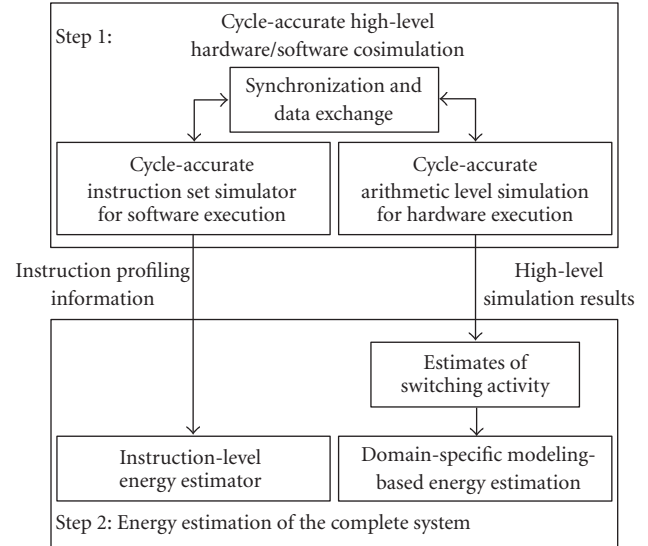 Step 1:
Cycle-accurate high-level
hardware/software cosimulation
Synchronization and
data exchange
Cycle-accurate
instruction set simulator
for software execution
Cycle-accurate
arithmetic level simulation
for hardware execution
Instruction profiling
information
High-level
simulation results
Estimates of
switching activity
Instruction-level
energy estimator
Domain-specific modeling-
based energy estimation
Step 2: Energy estimation of the complete system